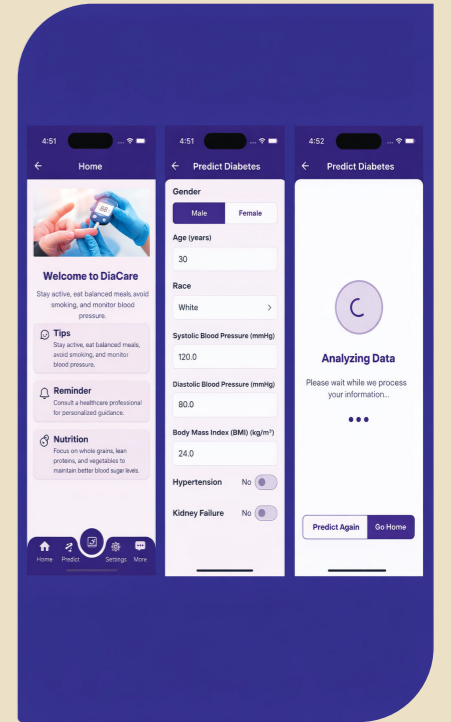 4:51
...
Home
88
Welcome to DiaCare
Stay active, eat balanced meals, avoid
smoking, and monitor blood
pressure.
Tips
Stay active, eat balanced meals,
avoid smoking, and monitor
blood pressure.
Reminder
Consult a healthcare professional
for personalized guidance.
Nutrition
Focus on whole grains, lean
proteins, and vegetables to
maintain better blood sugar levels.
Home
Predict
Settings
More
4:51
...
Predict Diabetes
Gender
Male
Female
Age (years)
30
Race
White
Systolic Blood Pressure (mmHg)
120.0
Diastolic Blood Pressure (mmHg)
80.0
Body Mass Index (BMI) (kg/m²)
24.0
Hypertension No
Kidney Failure No
4:52
...
Predict Diabetes
Analyzing Data
Please wait while we process
your information...
Predict Again
Go Home